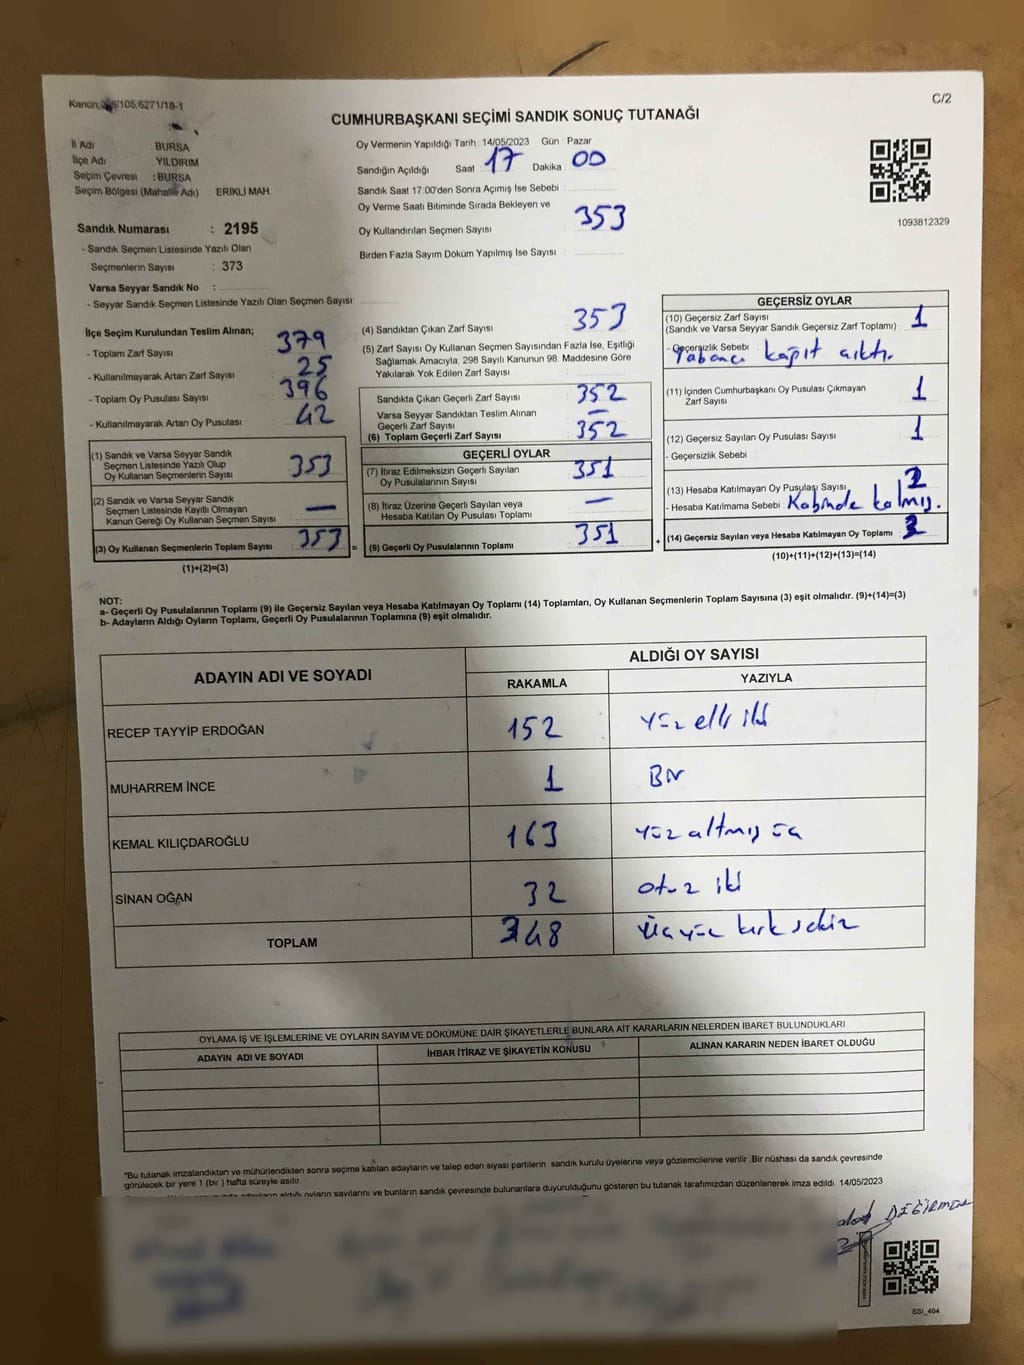 Kanun:298/105,6271/18-1
C/2
CUMHURBAŞKANI SEÇİMİ SANDIK SONUÇ TUTANAĞI
İl Adı BURSA
İlçe Adı YILDIRIM
Seçim Çevresi : BURSA
Seçim Bölgesi (Mahalle Adı) : ERIKLI MAH.
Oy Vermenin Yapıldığı Tarih: 14/05/2023 Gün : Pazar
Sandığın Açıldığı Saat : 17 Dakika : 00
Sandık Saat 17.00'den Sonra Açımış İse Sebebi :
Oy Verme Saati Bitiminde Sırada Bekleyen ve
Oy Kullandırılan Seçmen Sayısı : 353
Birden Fazla Sayım Döküm Yapılmış İse Sayısı :
1093812329
Sandık Numarası : 2195
- Sandık Seçmen Listesinde Yazılı Olan
Seçmenlerin Sayısı : 373
Varsa Seyyar Sandık No :
- Seyyar Sandık Seçmen Listesinde Yazılı Olan Seçmen Sayısı:
İlçe Seçim Kurulundan Teslim Alınan;
- Toplam Zarf Sayısı : 379
- Kullanılmayarak Artan Zarf Sayısı : 25
- Toplam Oy Pusulası Sayısı : 396
- Kullanılmayarak Artan Oy Pusulası : 42
(1) Sandık ve Varsa Seyyar Sandık
Seçmen Listesinde Yazılı Olup
Oy Kullanan Seçmenlerin Sayısı : 353
(2) Sandık ve Varsa Seyyar Sandık
Seçmen Listesinde Kayıtlı Olmayan
Kanun Gereği Oy Kullanan Seçmen Sayısı : —
(3) Oy Kullanan Seçmenlerin Toplam Sayısı : 353
(1)+(2)=(3)
(4) Sandıktan Çıkan Zarf Sayısı : 353
(5) Zarf Sayısı Oy Kullanan Seçmen Sayısından Fazla İse, Eşitliği
Sağlamak Amacıyla; 298 Sayılı Kanunun 98. Maddesine Göre
Yakılarak Yok Edilen Zarf Sayısı :
Sandıkta Çıkan Geçerli Zarf Sayısı : 352
Varsa Seyyar Sandıktan Teslim Alınan
Geçerli Zarf Sayısı : —
(6) Toplam Geçerli Zarf Sayısı : 352
GEÇERLİ OYLAR
(7) İtiraz Edilmeksizin Geçerli Sayılan
Oy Pusulalarının Sayısı : 351
(8) İtiraz Üzerine Geçerli Sayılan veya
Hesaba Katılan Oy Pusulası Toplamı : —
= (9) Geçerli Oy Pusulalarının Toplamı : 351
GEÇERSİZ OYLAR
(10) Geçersiz Zarf Sayısı
(Sandık ve Varsa Seyyar Sandık Geçersiz Zarf Toplamı) : 1
- Geçersizlik Sebebi : Yabancı kağıt çıktı.
(11) İçinden Cumhurbaşkanı Oy Pusulası Çıkmayan
Zarf Sayısı : 1
(12) Geçersiz Sayılan Oy Pusulası Sayısı : 1
- Geçersizlik Sebebi :
(13) Hesaba Katılmayan Oy Pusulaşı Sayısı :
- Hesaba Katılmama Sebebi : Kabinde kalmış.
+ (14) Geçersiz Sayılan veya Hesaba Katılmayan Oy Toplamı :
(10)+(11)+(12)+(13)=(14)
NOT:
a- Geçerli Oy Pusulalarının Toplamı (9) ile Geçersiz Sayılan veya Hesaba Katılmayan Oy Toplamı (14) Toplamları, Oy Kullanan Seçmenlerin Toplam Sayısına (3) eşit olmalıdır. (9)+(14)=(3)
b- Adayların Aldığı Oyların Toplamı, Geçerli Oy Pusulalarının Toplamına (9) eşit olmalıdır.
ADAYIN ADI VE SOYADI ALDIĞI OY SAYISI
RAKAMLA YAZIYLA
RECEP TAYYİP ERDOĞAN 152 yüz elli iki
MUHARREM İNCE 1 Bir
KEMAL KILIÇDAROĞLU 163 yüz altmış üç
SİNAN OĞAN 32 otuz iki
TOPLAM 348 üç yüz kırk sekiz
OYLAMA İŞ VE İŞLEMLERİNE VE OYLARIN SAYIM VE DÖKÜMÜNE DAİR ŞİKAYETLERLE BUNLARA AİT KARARLARIN NELERDEN İBARET BULUNDUKLARI
ADAYIN ADI VE SOYADI İHBAR İTİRAZ VE ŞİKAYETİN KONUSU ALINAN KARARIN NEDEN İBARET OLDUĞU
*Bu tutanak imzalandıktan ve mühürlendikten sonra seçime katılan adayların ve talep eden siyasi partilerin sandık kurulu üyelerine veya gözlemcilerine verilir. Bir nüshası da sandık çevresinde
görülecek bir yere 1 (bir ) hafta süreyle asılır.
adayların aldığı oyların sayılarını ve bunların sandık çevresinde bulunanlara duyurulduğunu gösteren bu tutanak tarafımızdan düzenlenerek imza edildi. 14/05/2023
DEĞİRMEN
SSI_404